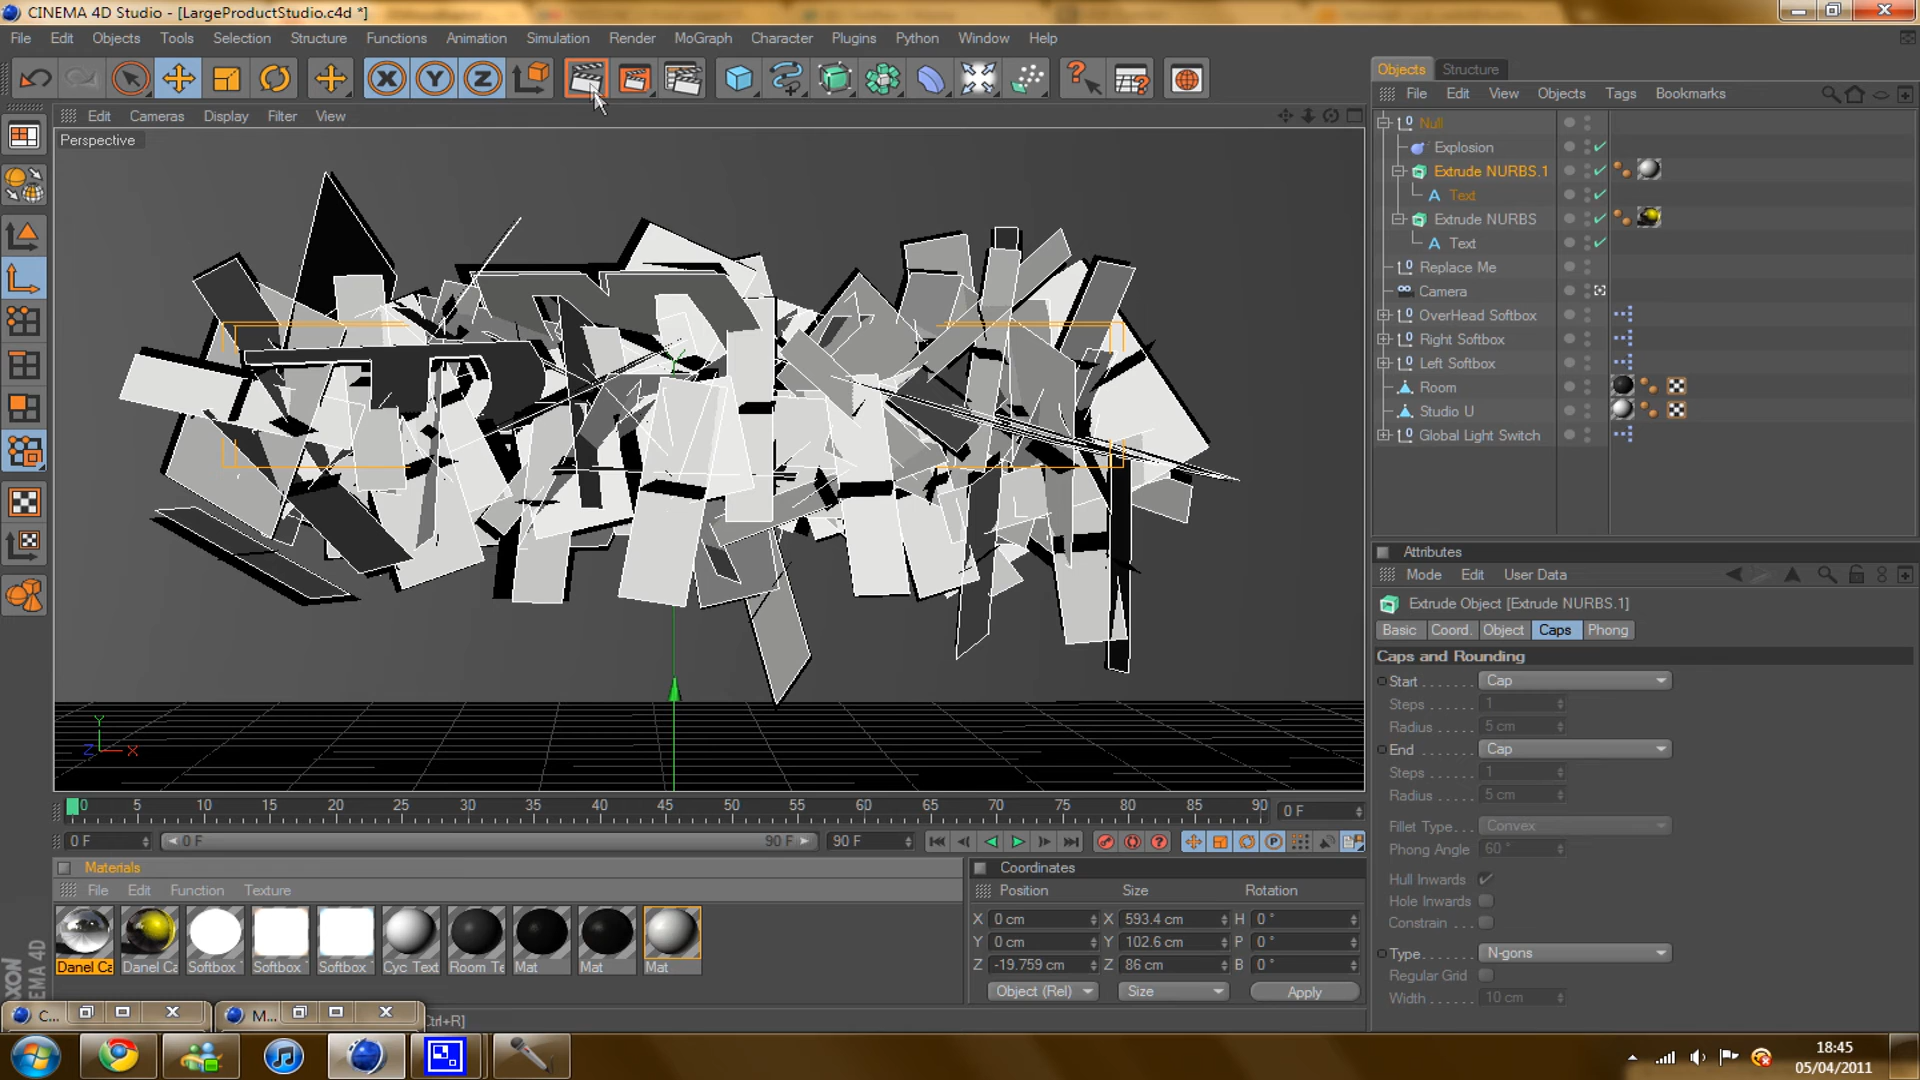 CINEMA 4D Studio - [LargeProductStudio.c4d *]
File Edit Objects Tools Selection Structure Functions Animation Simulation Render MoGraph Character Plugins Python Window Help
X Y Z
Edit Cameras Display Filter View
Perspective
Y
Z X
0 5 10 15 20 25 30 35 40 45 50 55 60 65 70 75 80 85 90 0 F
0 F 0 F 90 F 90 F
Materials
File Edit Function Texture
Danel Ca Danel Ca Softbox Softbox Softbox Cyc Text Room Te Mat Mat Mat
Coordinates
Position Size Rotation
X 0 cm X 593.4 cm H 0 °
Y 0 cm Y 102.6 cm P 0 °
Z -19.759 cm Z 86 cm B 0 °
Object (Rel) Size Apply
Objects Structure
File Edit View Objects Tags Bookmarks
Null
Explosion
Extrude NURBS.1
Text
Extrude NURBS
Text
Replace Me
Camera
OverHead Softbox
Right Softbox
Left Softbox
Room
Studio U
Global Light Switch
Attributes
Mode Edit User Data
Extrude Object [Extrude NURBS.1]
Basic Coord. Object Caps Phong
Caps and Rounding
Start . . . . . . . Cap
Steps . . . . . . 1
Radius . . . . . 5 cm
End . . . . . . . . Cap
Steps . . . . . . 1
Radius . . . . . 5 cm
Fillet Type. . . . Convex
Phong Angle 60 °
Hull Inwards
Hole Inwards
Constrain . . .
Type. . . . . . . . N-gons
Regular Grid
Width . . . . . . 10 cm
C... M... Ctrl+R]
18:45
05/04/2011